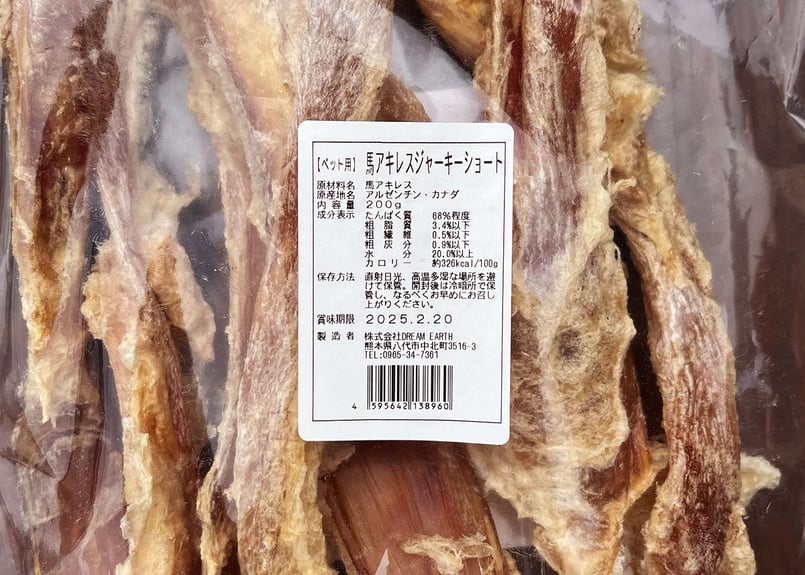 【ペット用】 馬アキレスジャーキーショート
原材料名 馬アキレス
原産地名 アルゼンチン・カナダ
内容量 200g
成分表示 たんぱく質 68%程度
粗脂質 3.4%以下
粗繊維 0.5%以下
粗灰分 0.9%以下
水分 20.0%以上
カロリー 約326kcal/100g
保存方法 直射日光、高温多湿な場所を避
けて保管。開封後は冷暗所で保
管し、なるべくお早めにお召し
上がりください。
賞味期限 2025.2.20
製造者 株式会社DREAM EARTH
熊本県八代市中北町3516-3
TEL:0965-34-7361
4 595642 138960